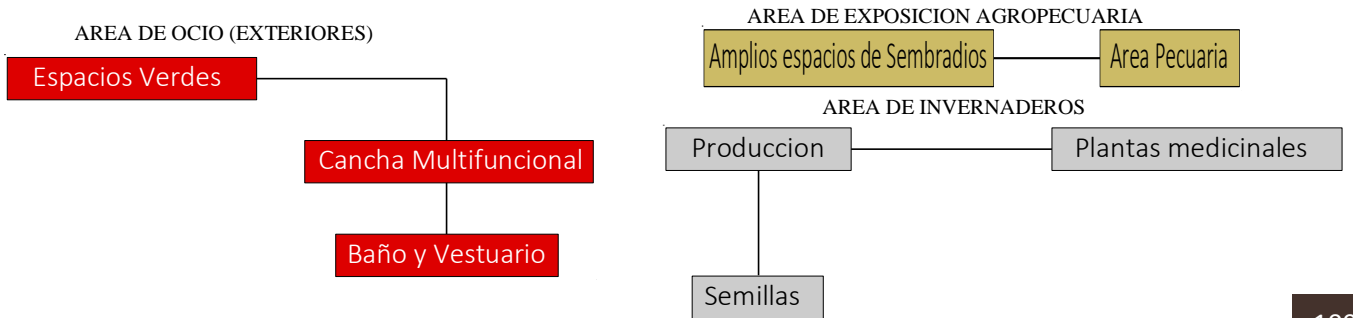 AREA DE OCIO (EXTERIORES)
Espacios Verdes
Cancha Multifuncional
Baño y Vestuario
AREA DE EXPOSICION AGROPECUARIA
Amplios espacios de Sembradios
Area Pecuaria
AREA DE INVERNADEROS
Produccion
Plantas medicinales
Semillas